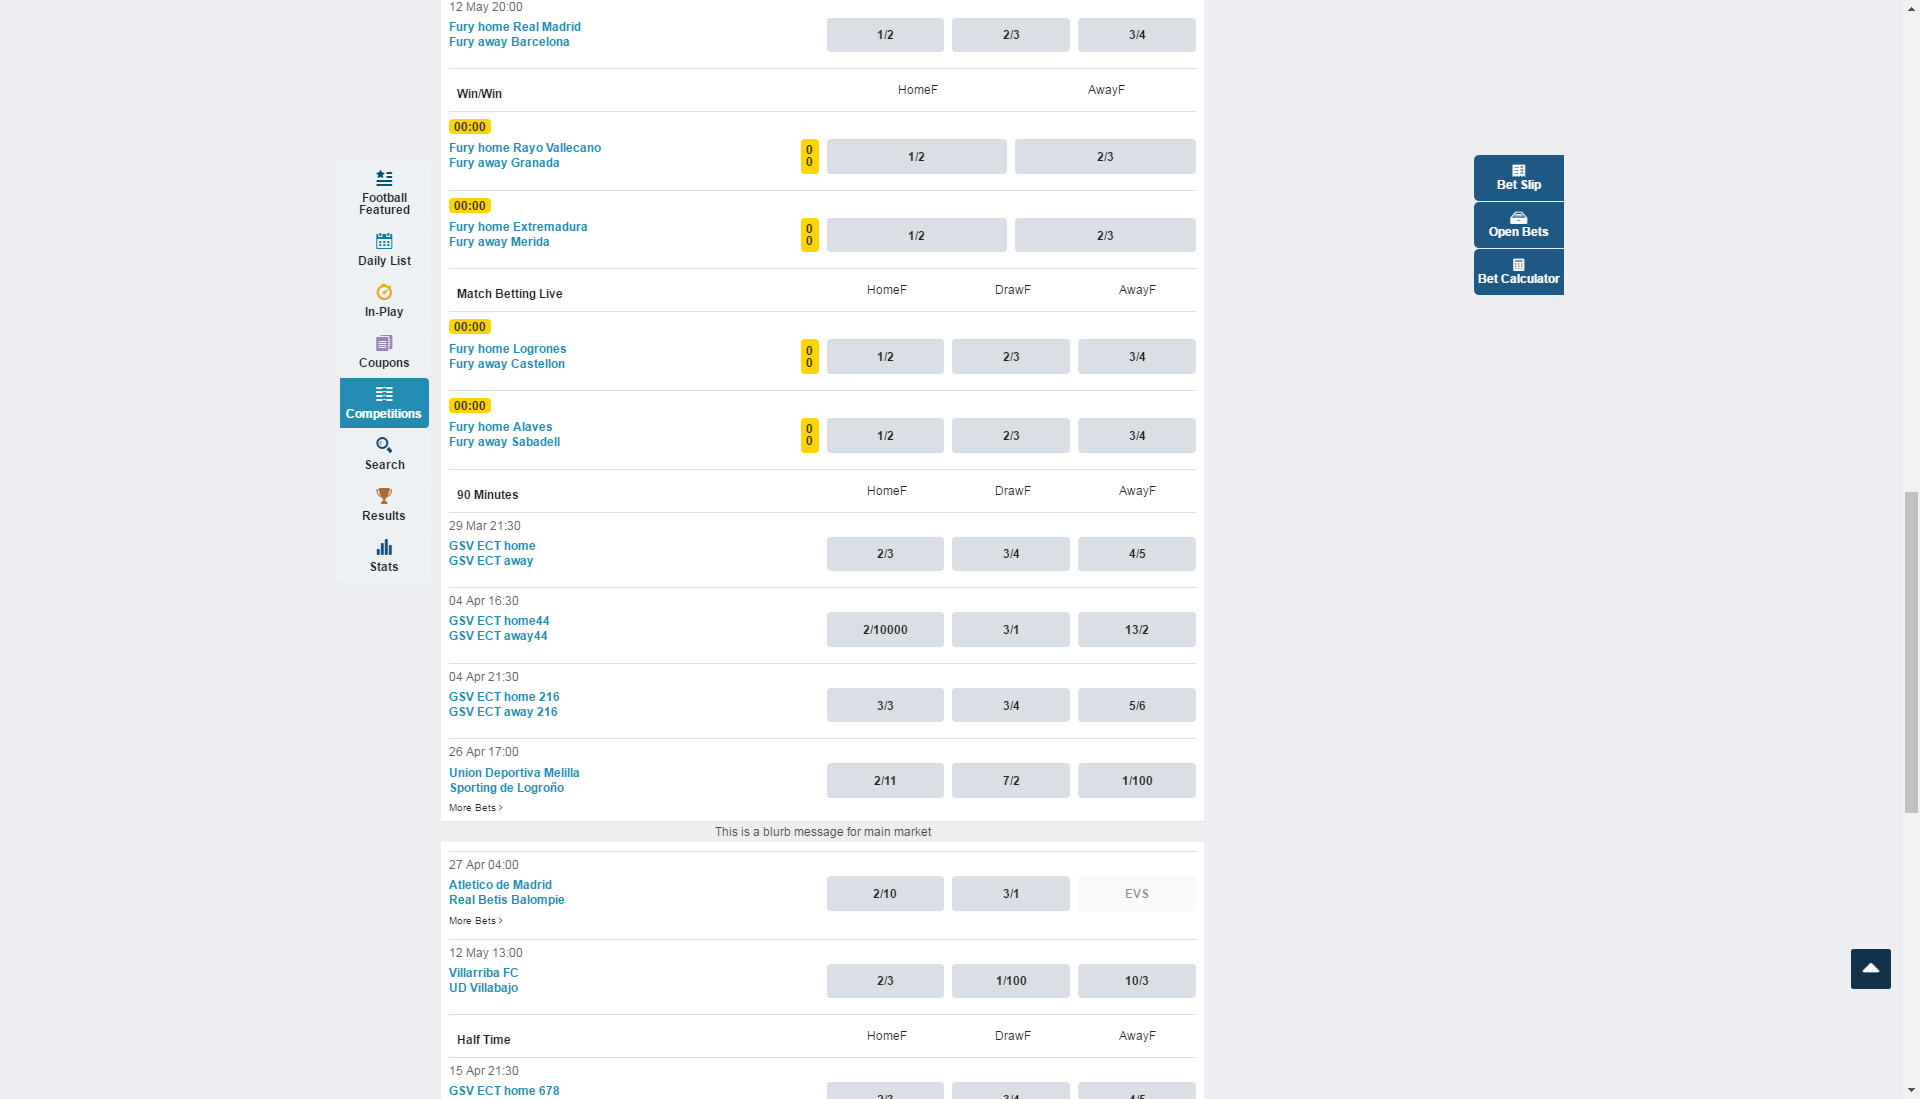 12 May 20:00
Fury home Real Madrid
Fury away Barcelona
1/2 2/3 3/4
Win/Win HomeF AwayF
00:00
Fury home Rayo Vallecano
Fury away Granada
0
0
1/2 2/3
00:00
Fury home Extremadura
Fury away Merida
0
0
1/2 2/3
Match Betting Live HomeF DrawF AwayF
00:00
Fury home Logrones
Fury away Castellon
0
0
1/2 2/3 3/4
00:00
Fury home Alaves
Fury away Sabadell
0
0
1/2 2/3 3/4
90 Minutes HomeF DrawF AwayF
29 Mar 21:30
GSV ECT home
GSV ECT away
2/3 3/4 4/5
04 Apr 16:30
GSV ECT home44
GSV ECT away44
2/10000 3/1 13/2
04 Apr 21:30
GSV ECT home 216
GSV ECT away 216
3/3 3/4 5/6
26 Apr 17:00
Union Deportiva Melilla
Sporting de Logroño
2/11 7/2 1/100
More Bets >
This is a blurb message for main market
27 Apr 04:00
Atletico de Madrid
Real Betis Balompie
2/10 3/1 EVS
More Bets >
12 May 13:00
Villarriba FC
UD Villabajo
2/3 1/100 10/3
Half Time HomeF DrawF AwayF
15 Apr 21:30
GSV ECT home 678
2/3 3/4 4/5
Football
Featured
Daily List
In-Play
Coupons
Competitions
Search
Results
Stats
Bet Slip
Open Bets
Bet Calculator